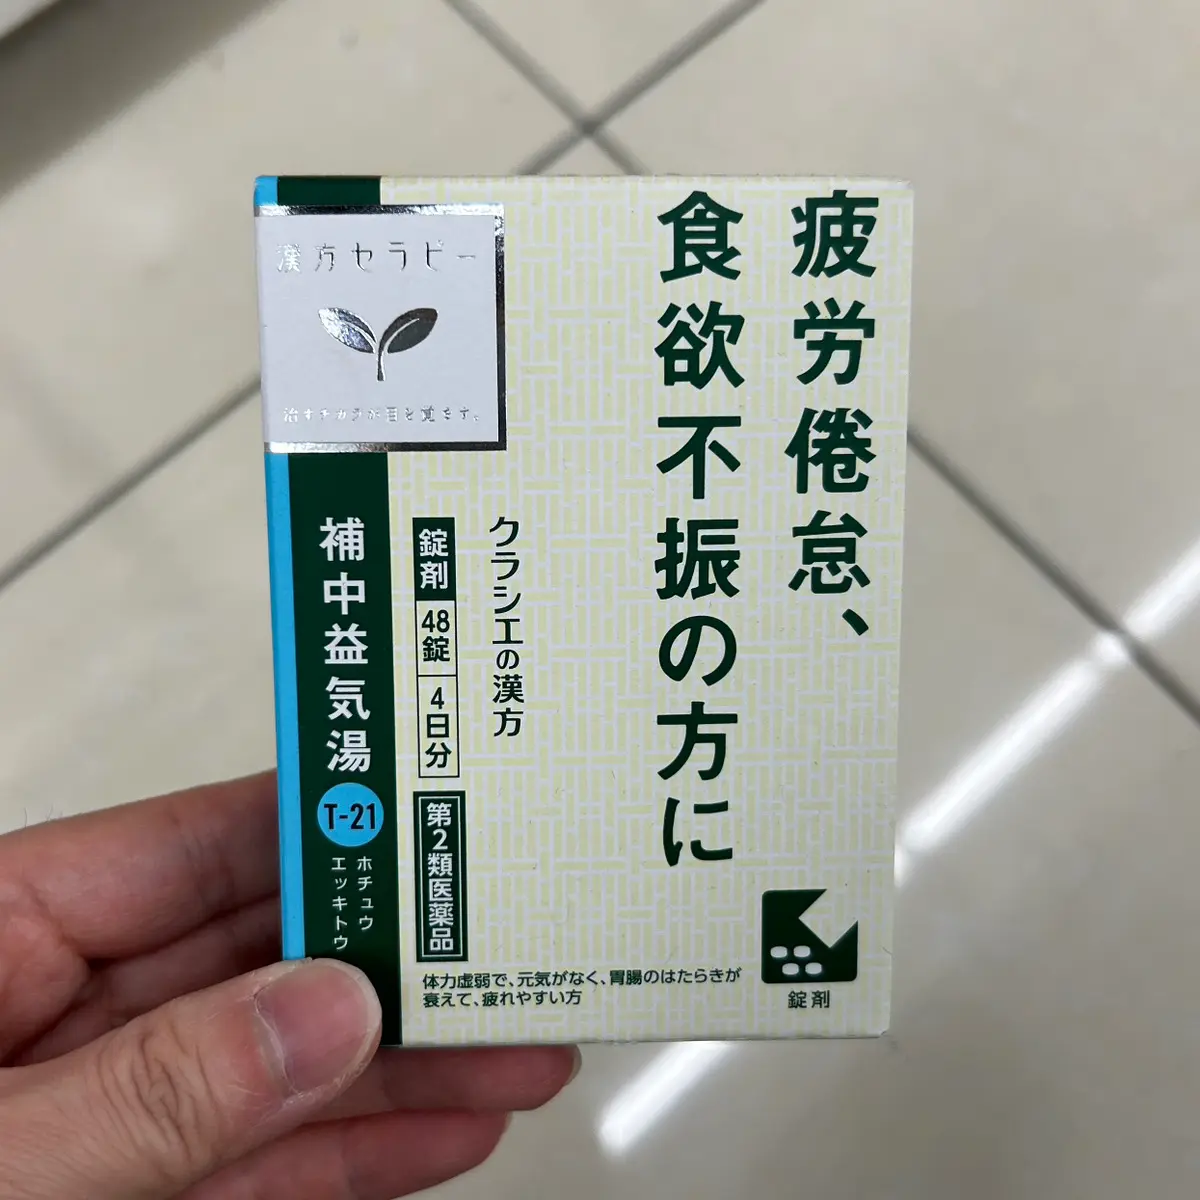 疲労倦怠、
食欲不振の方に
漢方セラピー
治すチカラが目を覚ます。
クラシエの漢方
錠剤
48錠
4日分
第2類医薬品
補中益気湯
T-21
ホチュウ
エッキトウ
体力虚弱で、元気がなく、胃腸のはたらきが
衰えて、疲れやすい方
錠剤